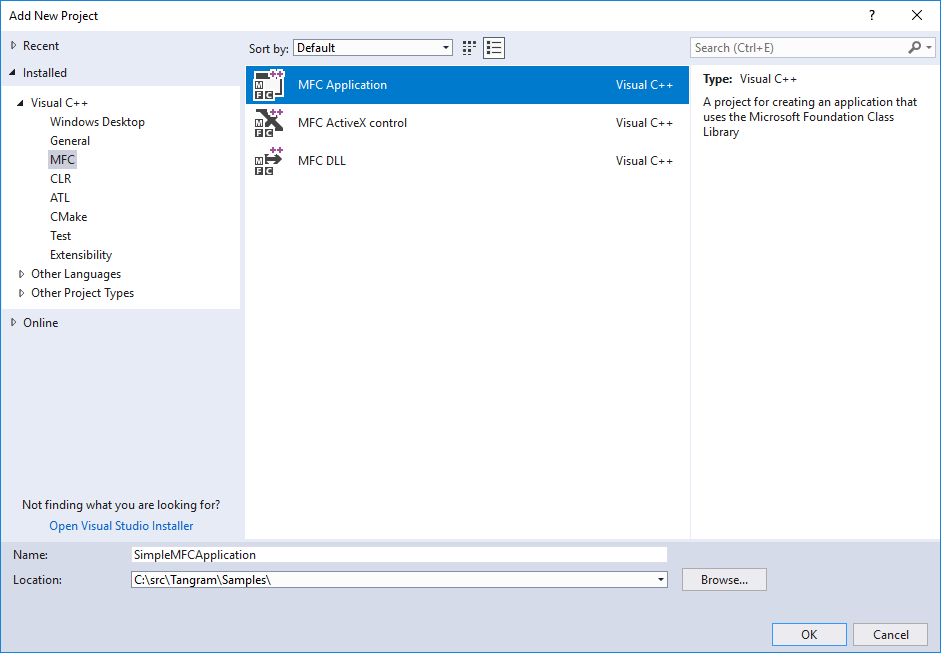 Add New Project
?
Recent
Installed
Visual C++
Windows Desktop
General
MFC
CLR
ATL
CMake
Test
Extensibility
Other Languages
Other Project Types
Online
Not finding what you are looking for?
Open Visual Studio Installer
Sort by: Default
MFC ++ MFC Application Visual C++
MFC ++ MFC ActiveX control Visual C++
MFC ++ MFC DLL Visual C++
Search (Ctrl+E)
Type: Visual C++
A project for creating an application that
uses the Microsoft Foundation Class
Library
Name: SimpleMFCApplication
Location: C:\src\Tangram\Samples\ Browse...
OK Cancel